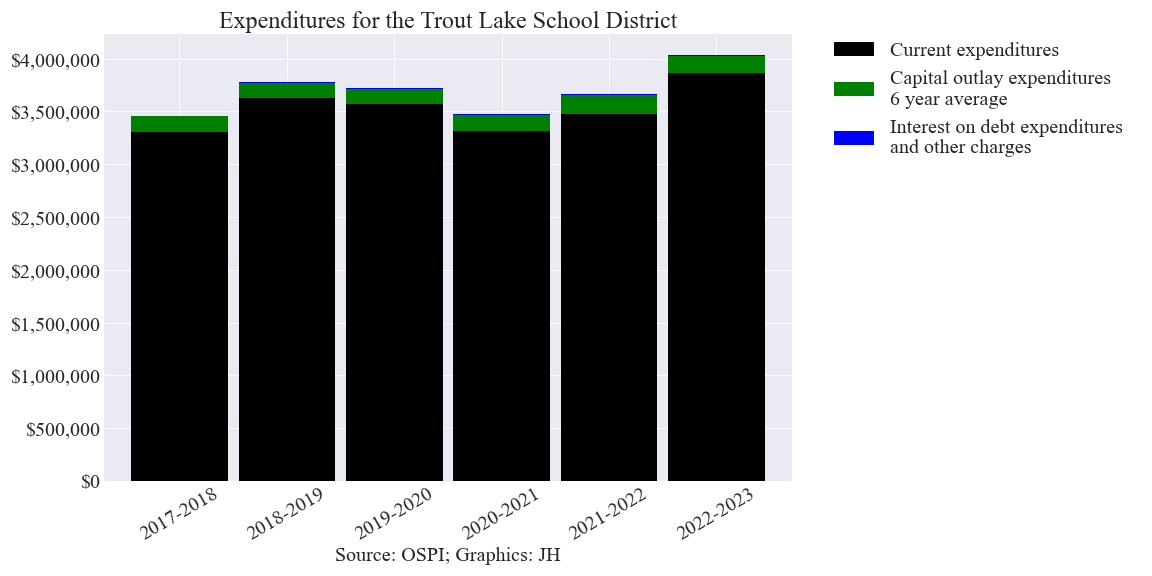 Expenditures for the Trout Lake School District
Current expenditures
Capital outlay expenditures
6 year average
Interest on debt expenditures
and other charges
$4,000,000
$3,500,000
$3,000,000
$2,500,000
$2,000,000
$1,500,000
$1,000,000
$500,000
$0
2017-2018
2018-2019
2019-2020
2020-2021
2021-2022
2022-2023
Source: OSPI; Graphics: JH